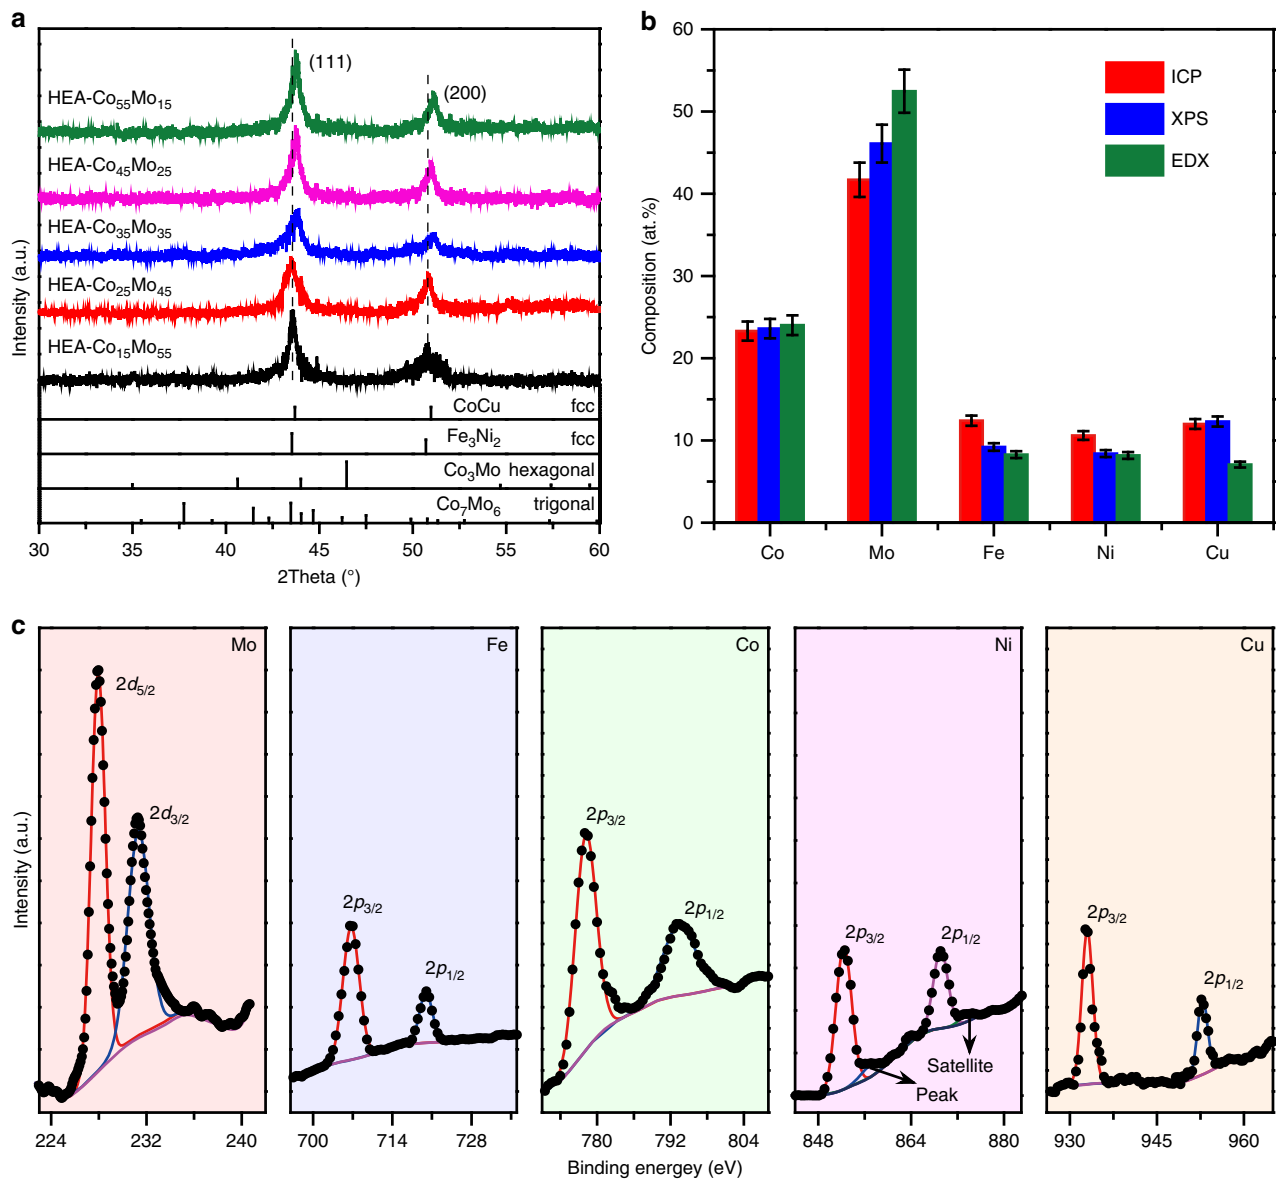 a
(111)
(200)
HEA-Co55Mo15
HEA-Co45Mo25
HEA-Co35Mo35
HEA-Co25Mo45
HEA-Co15Mo55
CoCu fcc
Fe3Ni2 fcc
Co3Mo hexagonal
Co7Mo6 trigonal
Intensity (a.u.)
30 35 40 45 50 55 60
2Theta (°)
b
60
50
40
30
20
10
0
Composition (at.%)
ICP
XPS
EDX
Co Mo Fe Ni Cu
c
Intensity (a.u.)
Mo
2d5/2
2d3/2
224 232 240
Fe
2p3/2
2p1/2
700 714 728
Co
2p3/2
2p1/2
780 792 804
Ni
2p3/2
2p1/2
Satellite
Peak
848 864 880
Cu
2p3/2
2p1/2
930 945 960
Binding energey (eV)